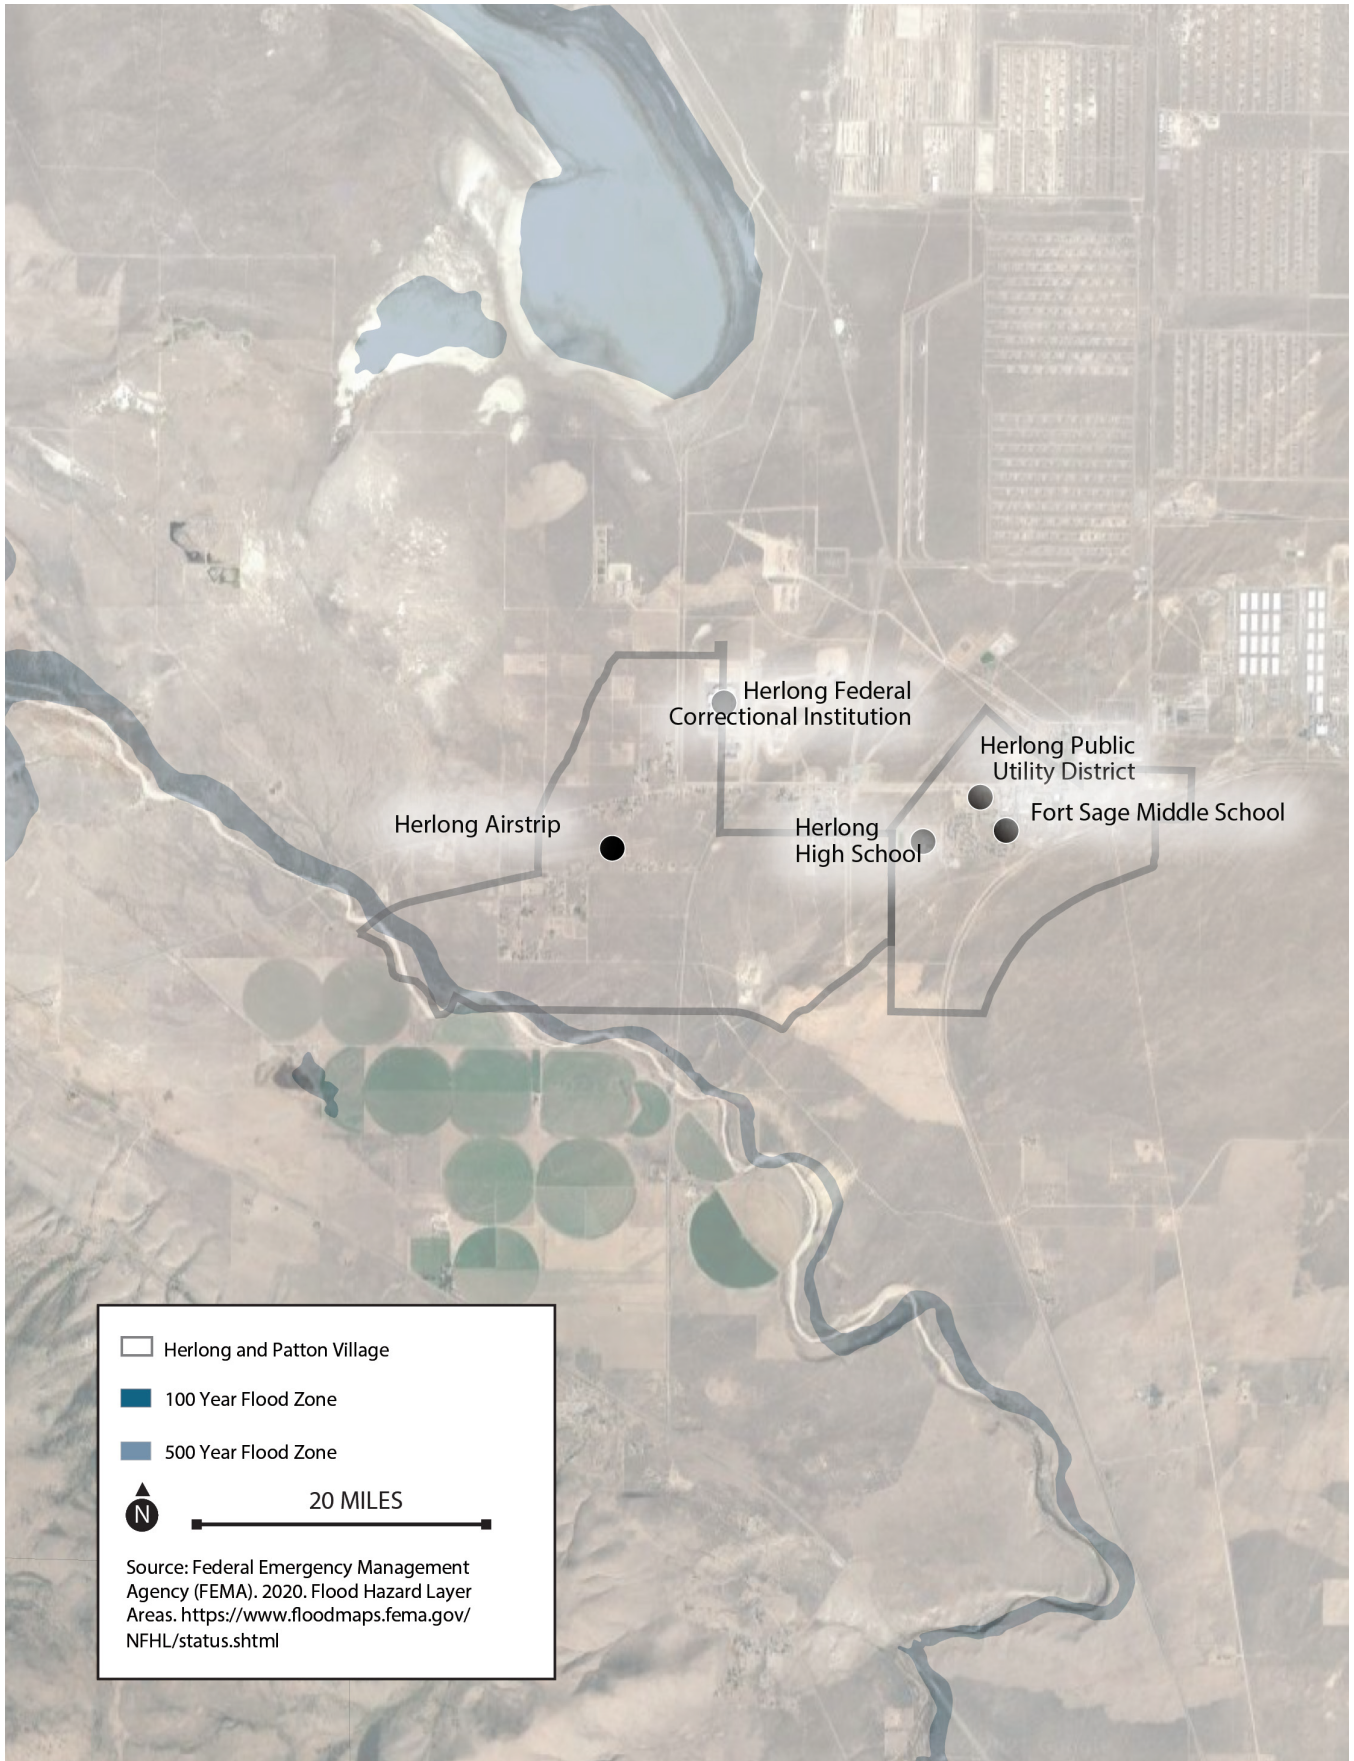 Herlong Federal
Correctional Institution
Herlong Public
Utility District
Herlong Airstrip
Herlong
High School
Fort Sage Middle School
Herlong and Patton Village
100 Year Flood Zone
500 Year Flood Zone
N
20 MILES
Source: Federal Emergency Management
Agency (FEMA). 2020. Flood Hazard Layer
Areas. https://www.floodmaps.fema.gov/
NFHL/status.shtml